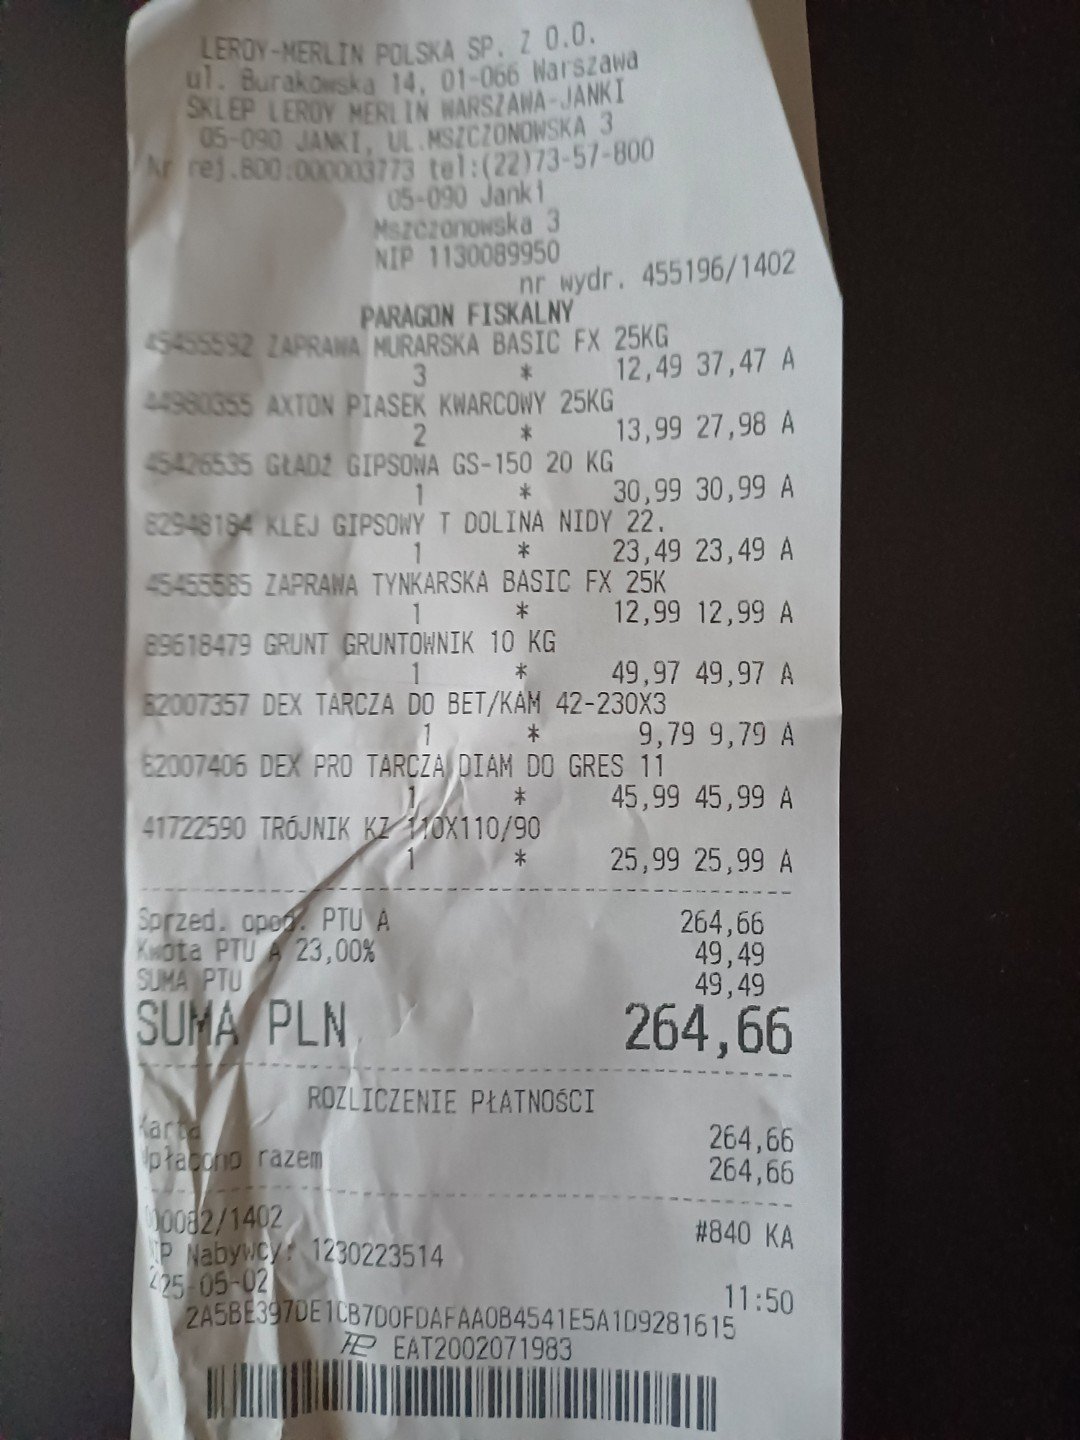 LEROY-MERLIN POLSKA SP. Z O.O.
ul. Burakowska 14, 01-066 Warszawa
SKLEP LEROY MERLIN WARSZAWA-JANKI
05-090 JANKI, UL.MSZCZONOWSKA 3
Nr rej.BDO:000003773 tel:(22)73-57-800
05-090 Janki
Mszczonowska 3
NIP 1130089950
nr wydr. 455196/1402
PARAGON FISKALNY
45455592 ZAPRAWA MURARSKA BASIC FX 25KG
3 * 12,49 37,47 A
44980355 AXTON PIASEK KWARCOWY 25KG
2 * 13,99 27,98 A
45426535 GŁADŹ GIPSOWA GS-150 20 KG
1 * 30,99 30,99 A
82948184 KLEJ GIPSOWY T DOLINA NIDY 22.
1 * 23,49 23,49 A
45455585 ZAPRAWA TYNKARSKA BASIC FX 25K
1 * 12,99 12,99 A
89618479 GRUNT GRUNTOWNIK 10 KG
1 * 49,97 49,97 A
62007357 DEX TARCZA DO BET/KAM 42-230X3
1 * 9,79 9,79 A
62007406 DEX PRO TARCZA DIAM DO GRES 11
1 * 45,99 45,99 A
41722590 TRÓJNIK KZ 110X110/90
1 * 25,99 25,99 A
Sprzed. opod. PTU A 264,66
Kwota PTU A 23,00% 49,49
SUMA PTU 49,49
SUMA PLN 264,66
ROZLICZENIE PŁATNOŚCI
Karta 264,66
Wpłacono razem 264,66
000082/1402 #840 KA
NIP Nabywcy: 1230223514
225-05-02 11:50
2A5BE397DE1CB7D0FDAFAA0B4541E5A1D9281615
EAT2002071983